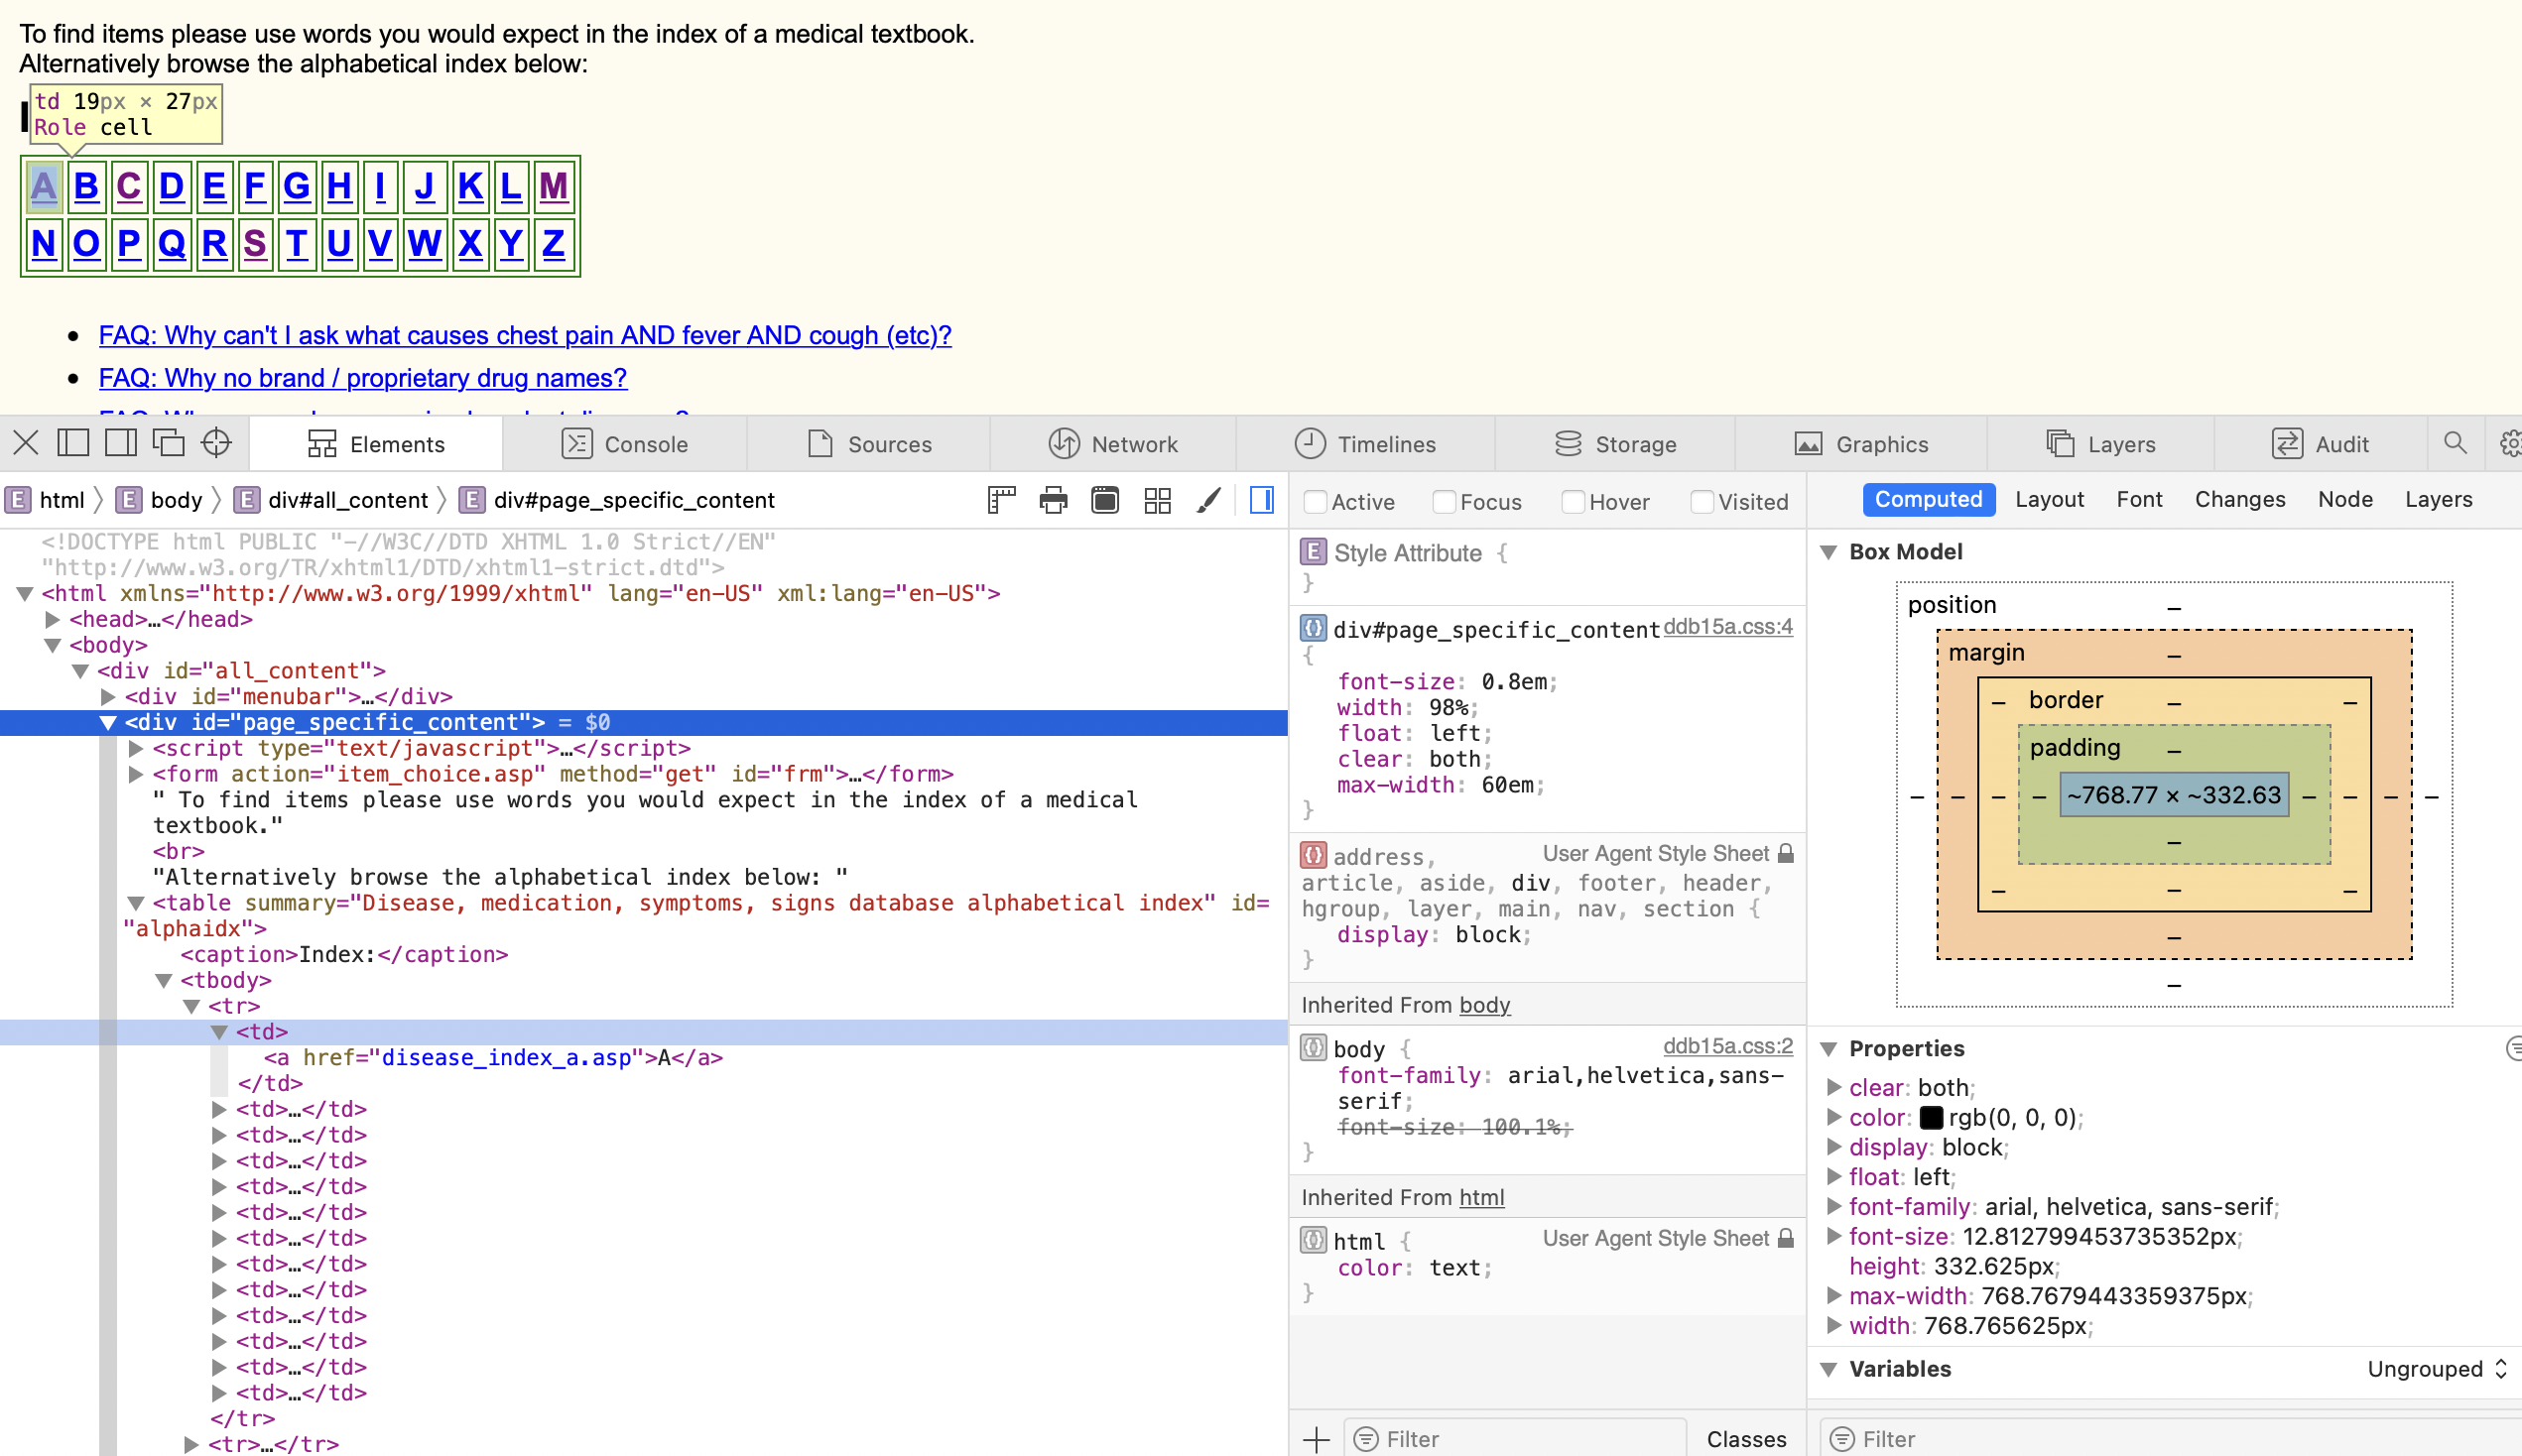 To find items please use words you would expect in the index of a medical textbook.
Alternatively browse the alphabetical index below:
td 19px × 27px
Role cell
A B C D E F G H I J K L M
N O P Q R S T U V W X Y Z
FAQ: Why can't I ask what causes chest pain AND fever AND cough (etc)?
FAQ: Why no brand / proprietary drug names?
Elements Console Sources Network Timelines Storage Graphics Layers Audit
E html E body E div#all_content E div#page_specific_content
<!DOCTYPE html PUBLIC "-//W3C//DTD XHTML 1.0 Strict//EN"
"http://www.w3.org/TR/xhtml1/DTD/xhtml1-strict.dtd">
<html xmlns="http://www.w3.org/1999/xhtml" lang="en-US" xml:lang="en-US">
<head>…</head>
<body>
<div id="all_content">
<div id="menubar">…</div>
<div id="page_specific_content"> = $0
<script type="text/javascript">…</script>
<form action="item_choice.asp" method="get" id="frm">…</form>
" To find items please use words you would expect in the index of a medical
textbook."
<br>
"Alternatively browse the alphabetical index below: "
<table summary="Disease, medication, symptoms, signs database alphabetical index" id=
"alphaidx">
<caption>Index:</caption>
<tbody>
<tr>
<td>
<a href="disease_index_a.asp">A</a>
</td>
<td>…</td>
<td>…</td>
<td>…</td>
<td>…</td>
<td>…</td>
<td>…</td>
<td>…</td>
<td>…</td>
<td>…</td>
<td>…</td>
<td>…</td>
<td>…</td>
</tr>
<tr>…</tr>
Active Focus Hover Visited
E Style Attribute {
}
div#page_specific_content ddb15a.css:4
{
font-size: 0.8em;
width: 98%;
float: left;
clear: both;
max-width: 60em;
}
address, User Agent Style Sheet
article, aside, div, footer, header,
hgroup, layer, main, nav, section {
display: block;
}
Inherited From body
body { ddb15a.css:2
font-family: arial,helvetica,sans-
serif;
font-size: 100.1%;
}
Inherited From html
html { User Agent Style Sheet
color: text;
}
Filter Classes
Computed Layout Font Changes Node Layers
Box Model
position –
margin –
– border – –
padding –
– – – – ~768.77 × ~332.63 – – – –
–
– – –
–
–
Properties
clear: both;
color: rgb(0, 0, 0);
display: block;
float: left;
font-family: arial, helvetica, sans-serif;
font-size: 12.812799453735352px;
height: 332.625px;
max-width: 768.7679443359375px;
width: 768.765625px;
Variables Ungrouped
Filter